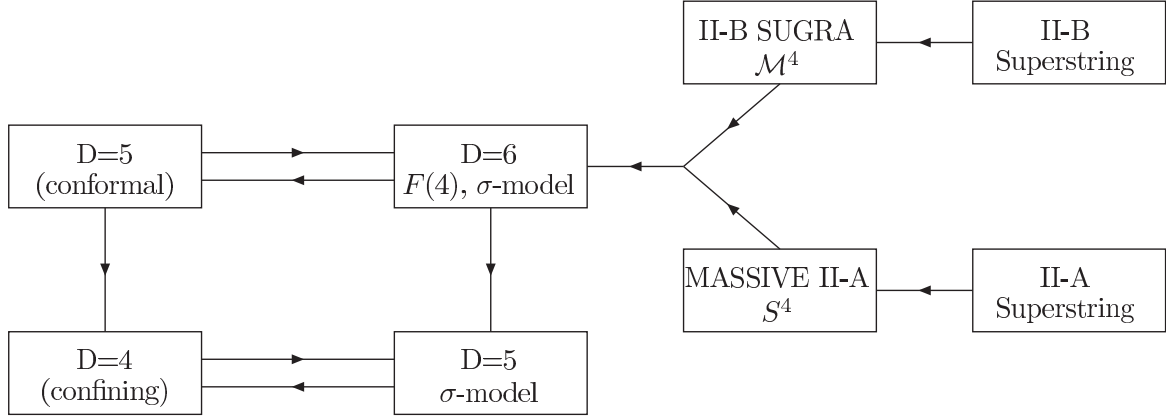 II-B SUGRA
𝓜⁴
II-B
Superstring
D=5
(conformal)
D=6
F(4), σ-model
MASSIVE II-A
S⁴
II-A
Superstring
D=4
(confining)
D=5
σ-model